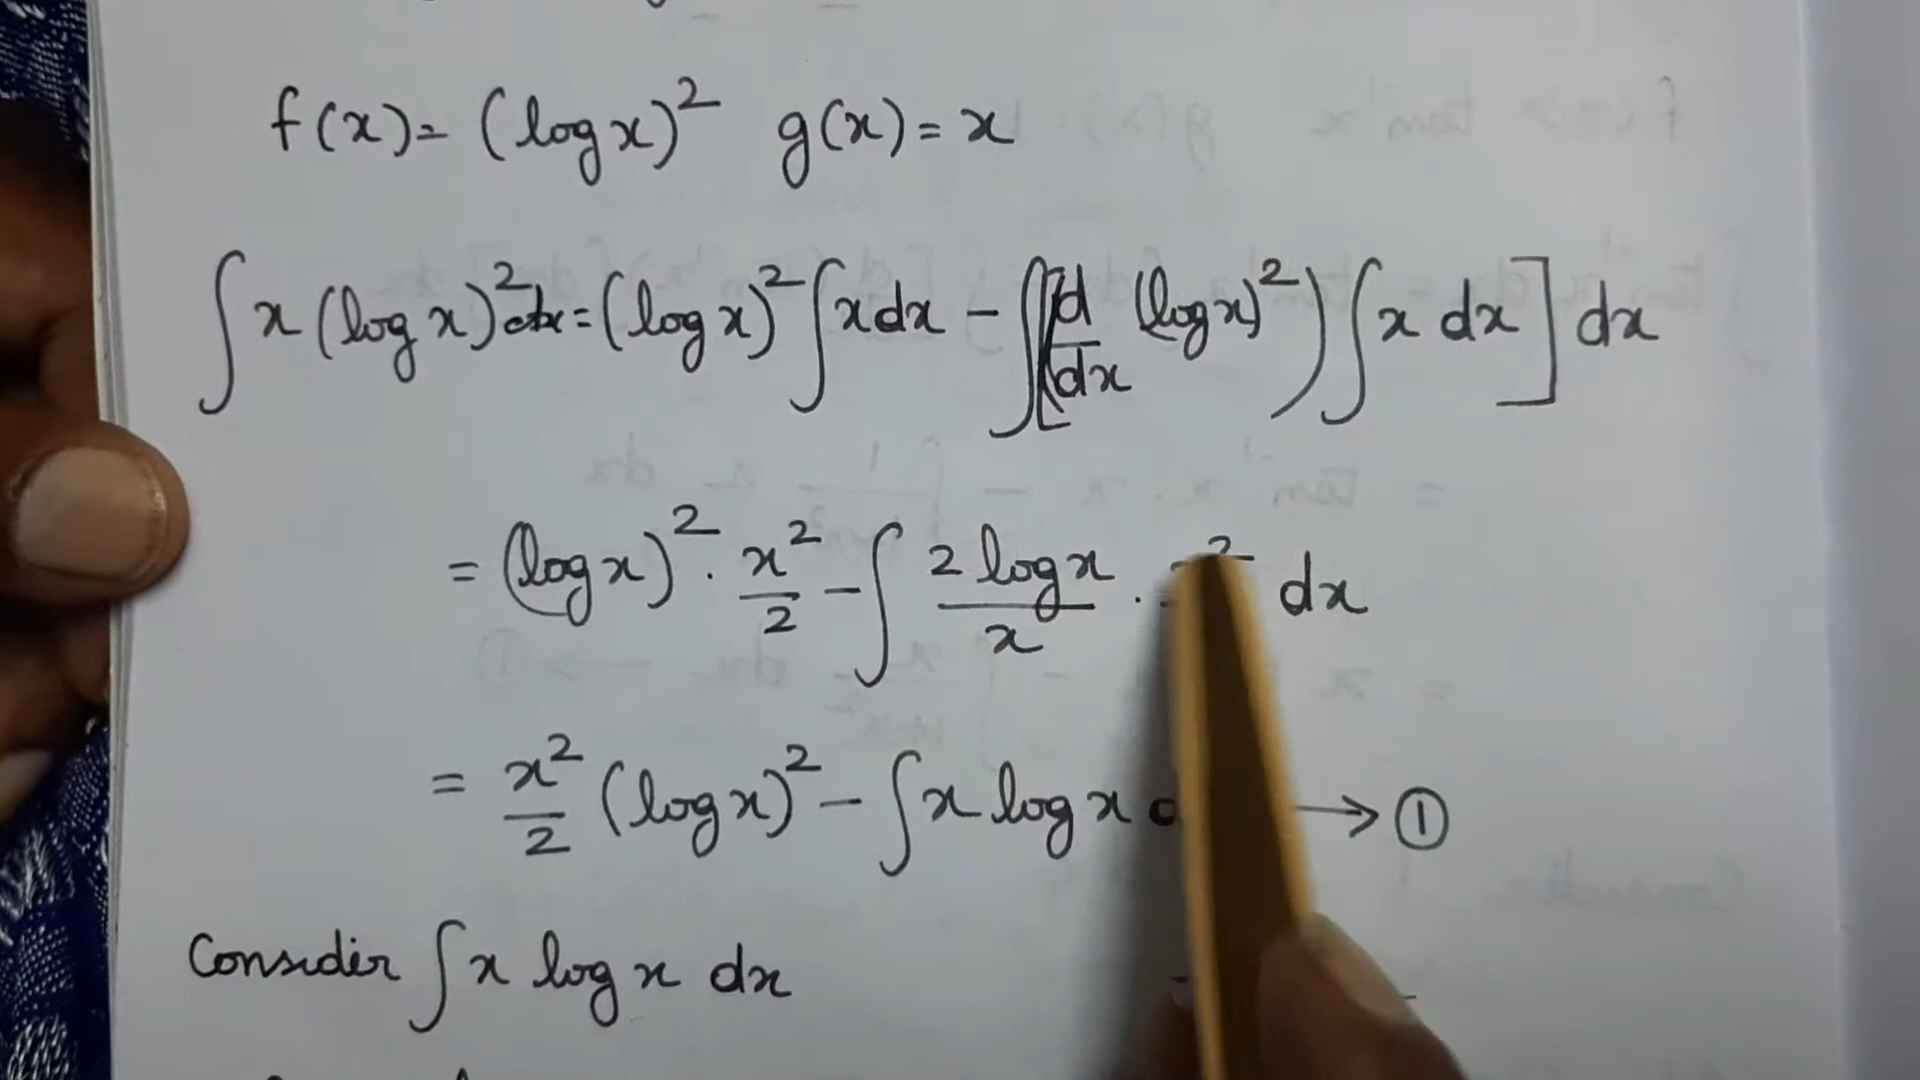 f(x) = (log x)² g(x) = x
∫ x (log x)² dx = (log x)² ∫ x dx - ∫ [(d/dx (log x)²) ∫ x dx] dx
= (log x)² . x²/2 - ∫ 2 log x / x . dx
= x²/2 (log x)² - ∫ x log x → ①
Consider ∫ x log x dx